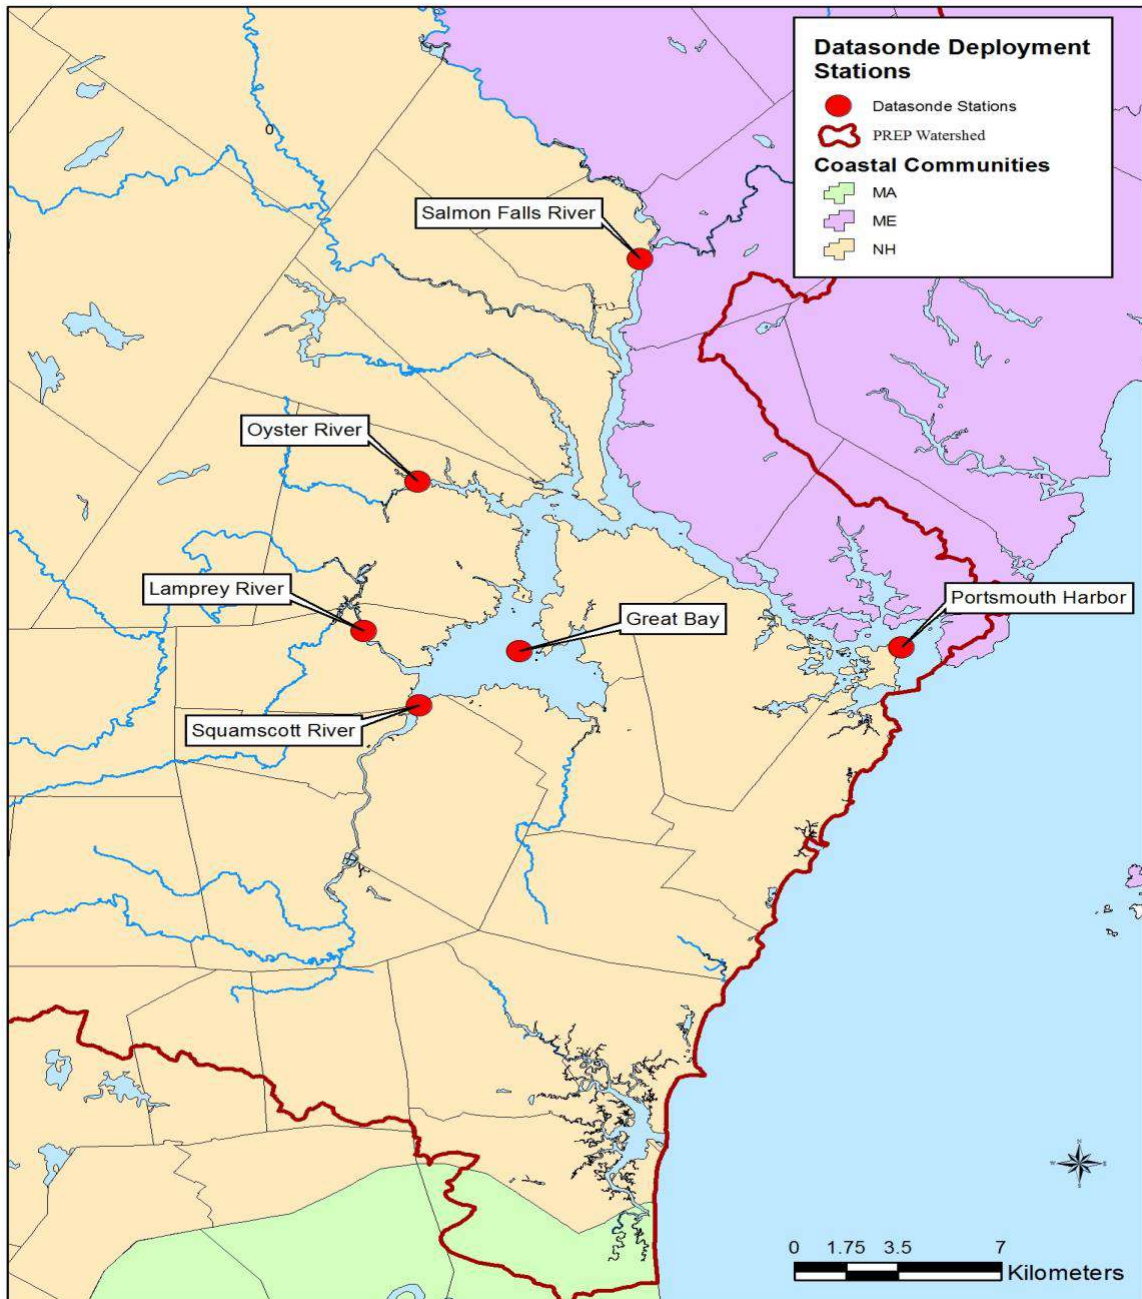 Datasonde Deployment
Stations
Datasonde Stations
PREP Watershed
Coastal Communities
MA
ME
NH
0
Salmon Falls River
Oyster River
Lamprey River
Great Bay
Portsmouth Harbor
Squamscott River
N
W
E
S
0 1.75 3.5 7
Kilometers